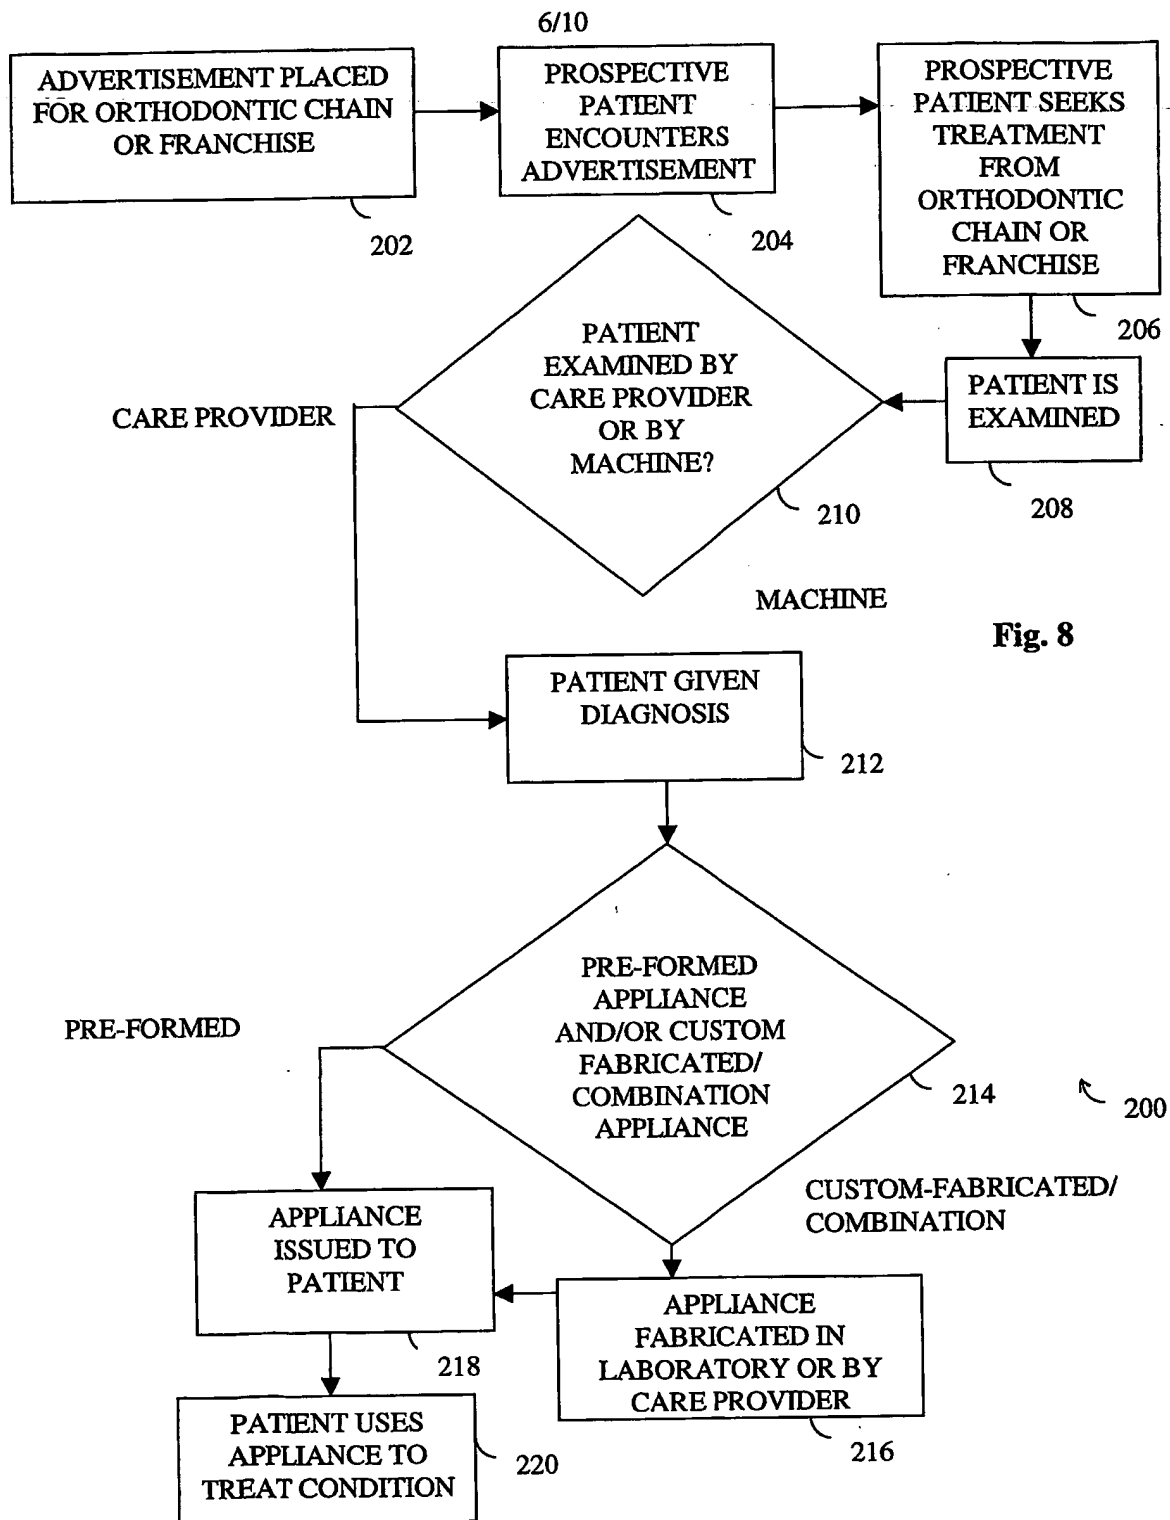 6/10
ADVERTISEMENT PLACED
FOR ORTHODONTIC CHAIN
OR FRANCHISE
202
PROSPECTIVE
PATIENT
ENCOUNTERS
ADVERTISEMENT
204
PROSPECTIVE
PATIENT SEEKS
TREATMENT
FROM
ORTHODONTIC
CHAIN OR
FRANCHISE
206
PATIENT IS
EXAMINED
208
PATIENT
EXAMINED BY
CARE PROVIDER
OR BY
MACHINE?
210
CARE PROVIDER
MACHINE
Fig. 8
PATIENT GIVEN
DIAGNOSIS
212
PRE-FORMED
APPLIANCE
AND/OR CUSTOM
FABRICATED/
COMBINATION
APPLIANCE
214
200
PRE-FORMED
CUSTOM-FABRICATED/
COMBINATION
APPLIANCE
ISSUED TO
PATIENT
218
APPLIANCE
FABRICATED IN
LABORATORY OR BY
CARE PROVIDER
216
PATIENT USES
APPLIANCE TO
TREAT CONDITION
220